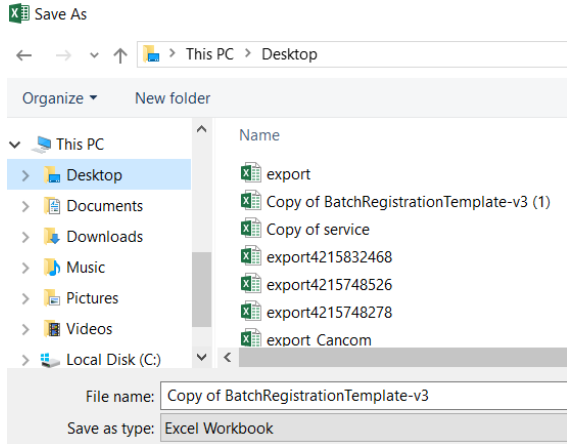 Save As
This PC > Desktop
Organize New folder
This PC
Desktop
Documents
Downloads
Music
Pictures
Videos
Local Disk (C:)
Name
export
Copy of BatchRegistrationTemplate-v3 (1)
Copy of service
export4215832468
export4215748526
export4215748278
export Cancom
File name: Copy of BatchRegistrationTemplate-v3
Save as type: Excel Workbook